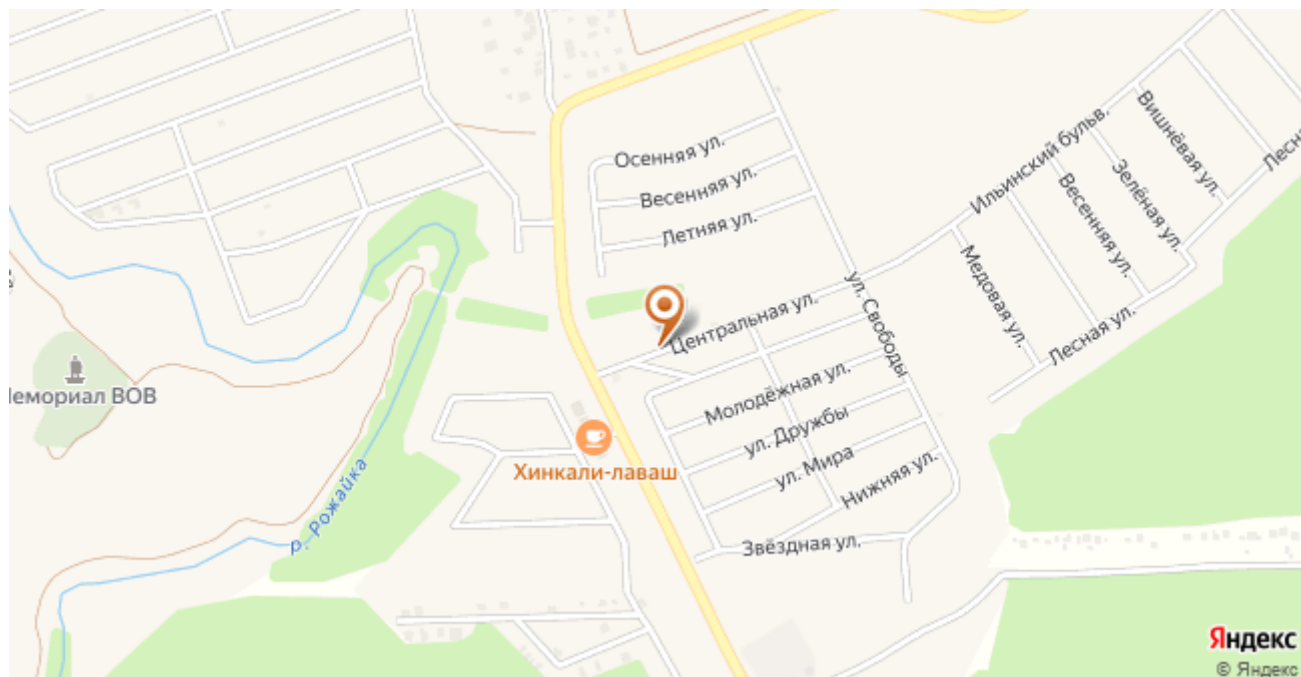 Осенняя ул.
Весенняя ул.
Летняя ул.
Ильинский бульв.
Вишнёвая ул.
Зелёная ул.
Весенняя ул.
Медовая ул.
Лесная ул.
ул. Свободы
Центральная ул.
Молодёжная ул.
ул. Дружбы
ул. Мира
Нижняя ул.
Звёздная ул.
Хинкали-лаваш
р. Рожайка
ВОВ
Яндекс
© Яндекс